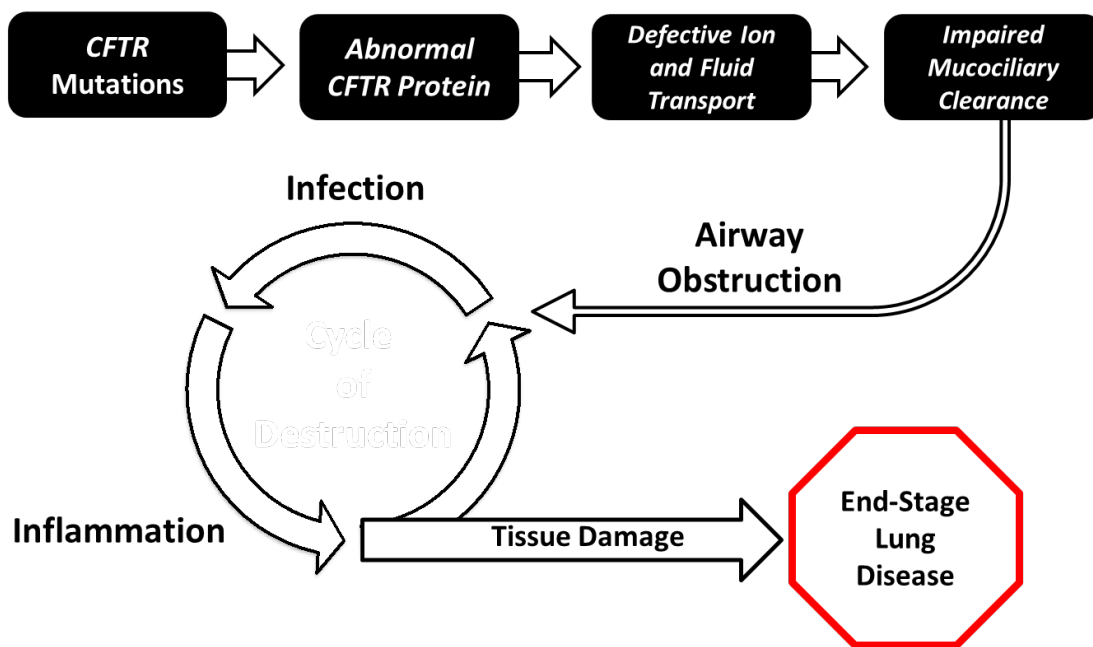 CFTR
Mutations
Abnormal
CFTR Protein
Defective Ion
and Fluid
Transport
Impaired
Mucociliary
Clearance
Infection
Airway
Obstruction
Cycle
of
Destruction
Inflammation
Tissue Damage
End-Stage
Lung
Disease